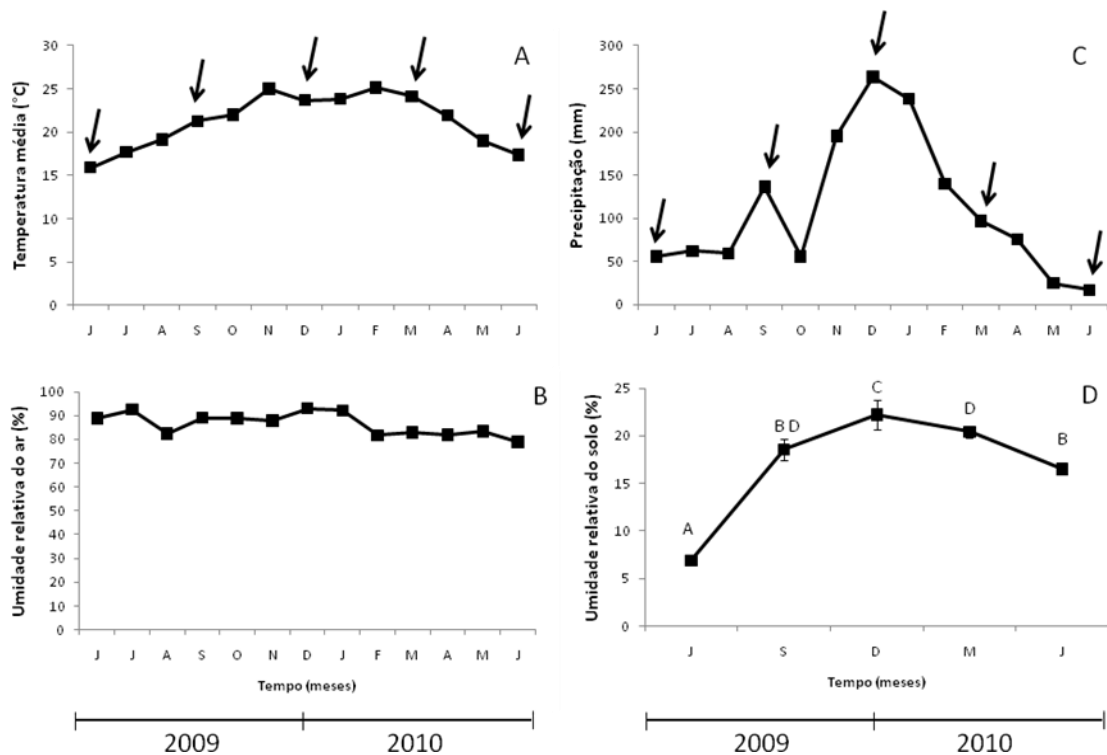 A
Temperatura média (°C)
30
25
20
15
10
5
0
J J A S O N D J F M A M J
C
Precipitação (mm)
300
250
200
150
100
50
0
J J A S O N D J F M A M J
B
Umidade relativa do ar (%)
100
90
80
70
60
50
40
30
20
10
0
J J A S O N D J F M A M J
Tempo (meses)
2009 2010
D
Umidade relativa do solo (%)
25
20
15
10
5
0
A
B D
C
D
B
J S D M J
Tempo (meses)
2009 2010